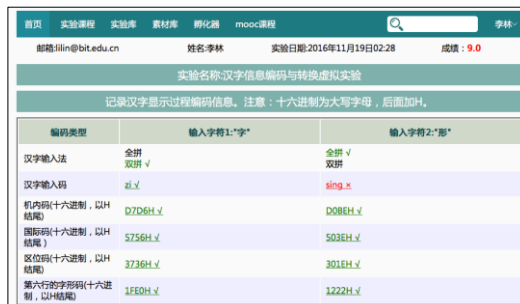 首页 实验课程 实验库 素材库 孵化器 mooc课程 李林
邮箱:lilin@bit.edu.cn 姓名:李林 实验日期:2016年11月19日02:28 成绩：9.0
实验名称:汉字信息编码与转换虚拟实验
记录汉字显示过程编码信息。注意：十六进制为大写字母，后面加H。
编码类型 输入字符1:"字" 输入字符2:"形"
汉字输入法 全拼 全拼 √
双拼 √ 双拼
汉字输入码 zi √ sing ×
机内码(十六进制，以H
结尾) D7D6H √ D0BEH √
国标码(十六进制，以H
结尾) 5756H √ 503EH √
区位码(十六进制，以H
结尾) 3736H √ 301EH √
第六行的字形码(十六进
制，以H结尾) 1FE0H √ 1222H √